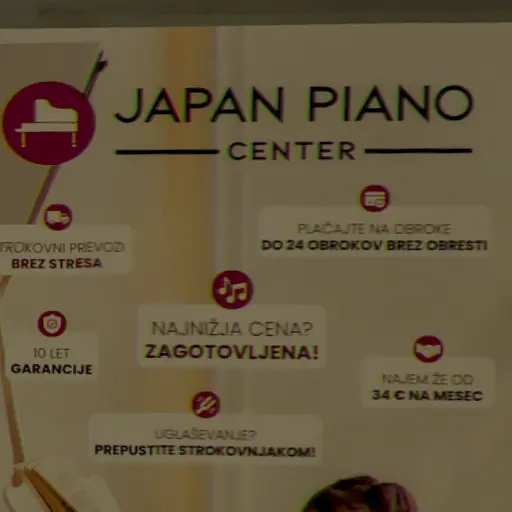 JAPAN PIANO
CENTER
PLAČAJTE NA OBROKE
DO 24 OBROKOV BREZ OBRESTI
TROKOVNI PREVOZI
BREZ STRESA
NAJNIŽJA CENA?
ZAGOTOVLJENA!
10 LET
GARANCIJE
NAJEM ŽE OD
34 € NA MESEC
UGLAŠEVANJE?
PREPUSTITE STROKOVNJAKOM!